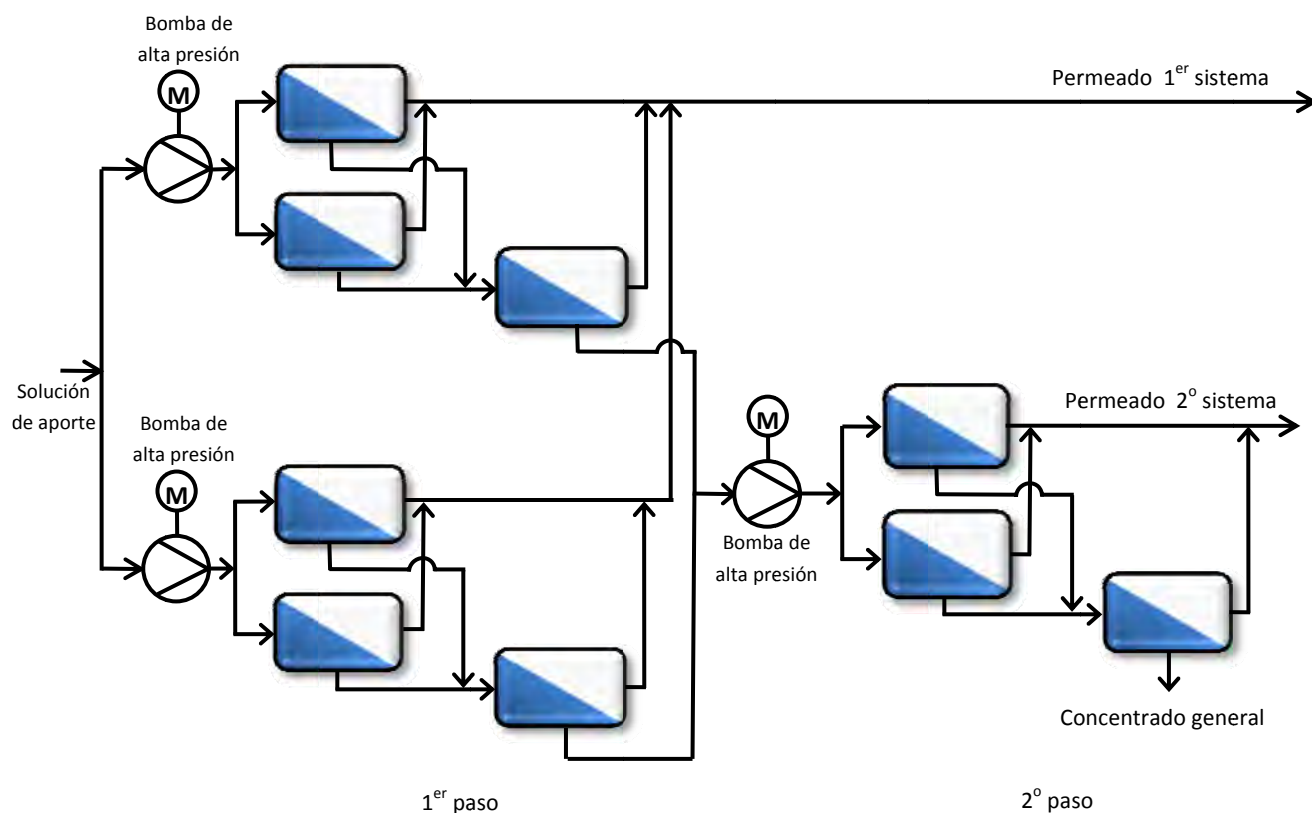 Bomba de
alta presión
M
Permeado 1er sistema
Solución
de aporte
Bomba de
alta presión
M
M
Bomba de
alta presión
Permeado 2o sistema
Concentrado general
1er paso
2o paso